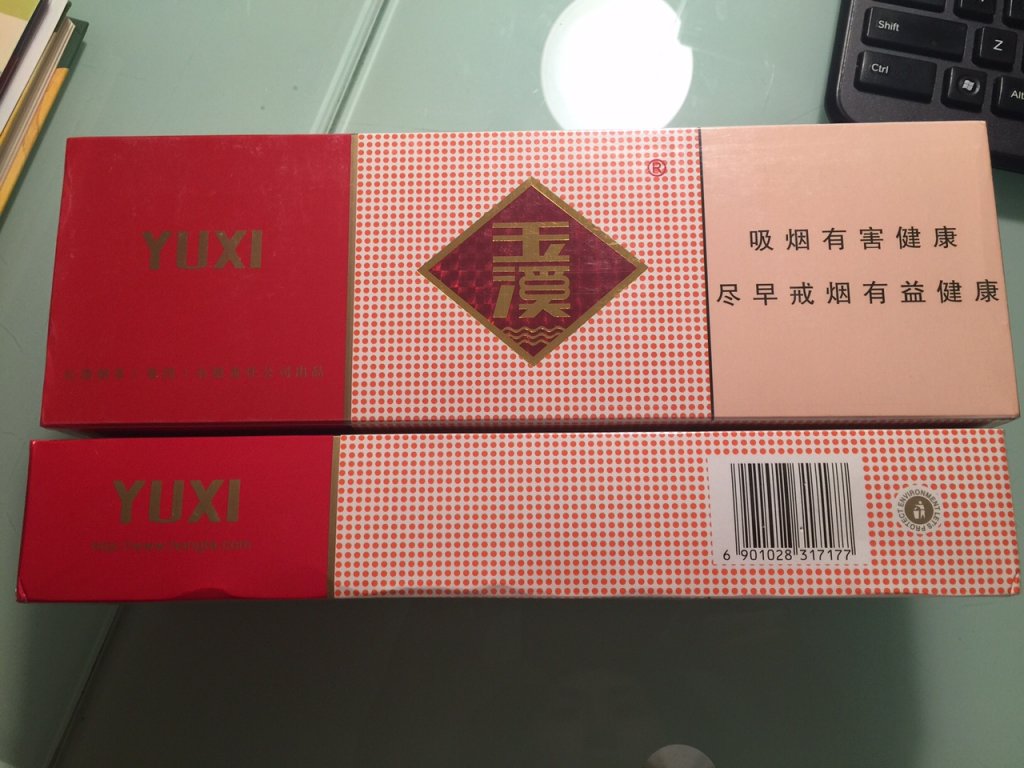 Shift
Z
Ctrl
Alt
YUXI
®
玉溪
吸烟有害健康
尽早戒烟有益健康
YUXI
6 901028 317177